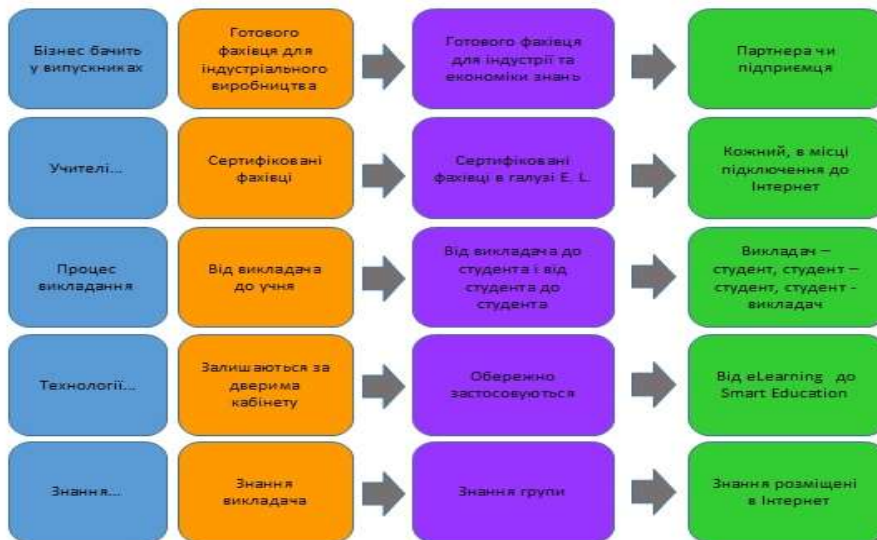 Бізнес бачить
у випускниках
Готового
фахівця для
індустріального
виробництва
Готового фахівця
для індустрії та
економіки знань
Партнера чи
підприємця
Учителі...
Сертифіковані
фахівці
Сертифіковані
фахівці в галузі E. L.
Кожний, в місці
підключення до
Інтернет
Процес
викладання
Від викладача
до учня
Від викладача до
студента і від
студента до
студента
Викладач –
студент, студент –
студент, студент -
викладач
Технології...
Залишаються за
дверима
кабінету
Обережно
застосовуються
Від eLearning до
Smart Education
Знання...
Знання
викладача
Знання групи
Знання розміщені
в Інтернет